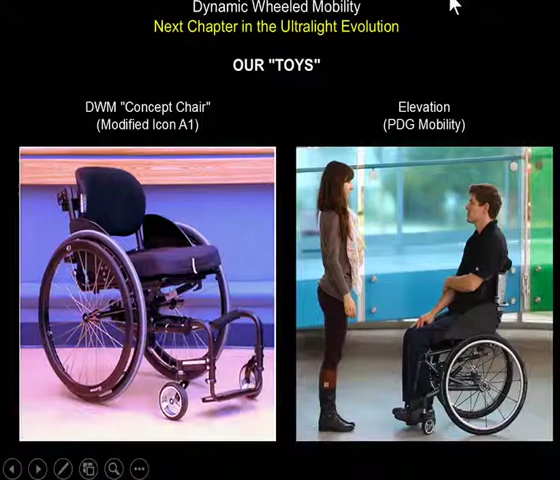 Dynamic Wheeled Mobility
Next Chapter in the Ultralight Evolution
OUR "TOYS"
DWM "Concept Chair"
(Modified Icon A1)
Elevation
(PDG Mobility)